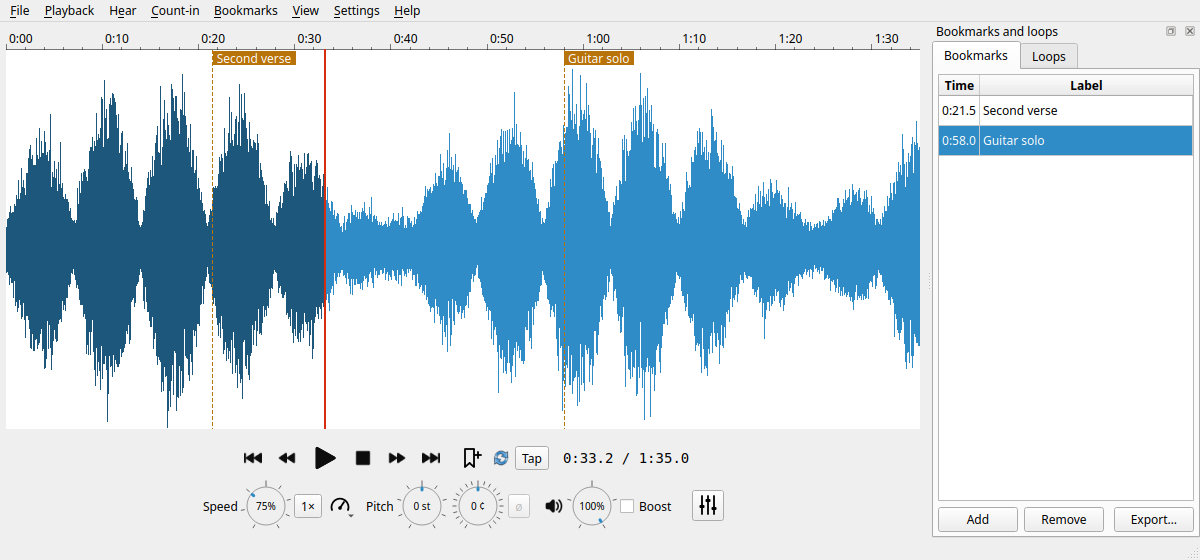 File Playback Hear Count-in Bookmarks View Settings Help
0:00 0:10 0:20 0:30 0:40 0:50 1:00 1:10 1:20 1:30
Second verse Guitar solo
Bookmarks and loops
Bookmarks Loops
Time Label
0:21.5 Second verse
0:58.0 Guitar solo
Tap 0:33.2 / 1:35.0
Speed 75% 1× Pitch 0 st 0 ¢ ⌀ 100% Boost
Add Remove Export...